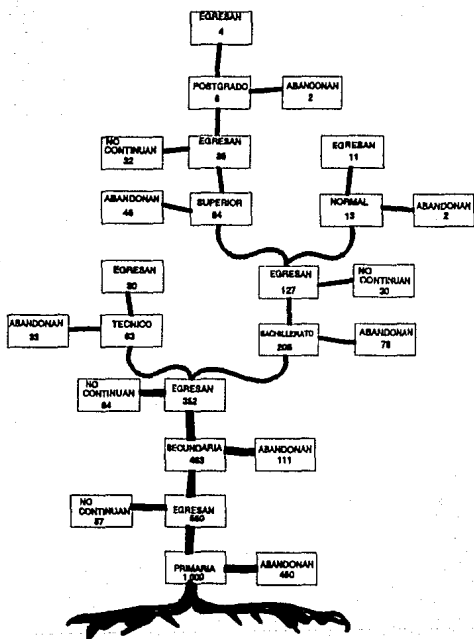 EGRESAN
4
POSTGRADO
6
ABANDONAN
2
NO
CONTINUAN
32
EGRESAN
38
EGRESAN
11
ABANDONAN
46
SUPERIOR
84
NORMAL
13
ABANDONAN
2
EGRESAN
30
EGRESAN
127
NO
CONTINUAN
30
ABANDONAN
33
TECNICO
63
BACHILLERATO
205
ABANDONAN
78
NO
CONTINUAN
84
EGRESAN
352
SECUNDARIA
463
ABANDONAN
111
NO
CONTINUAN
87
EGRESAN
550
PRIMARIA
1,000
ABANDONAN
450